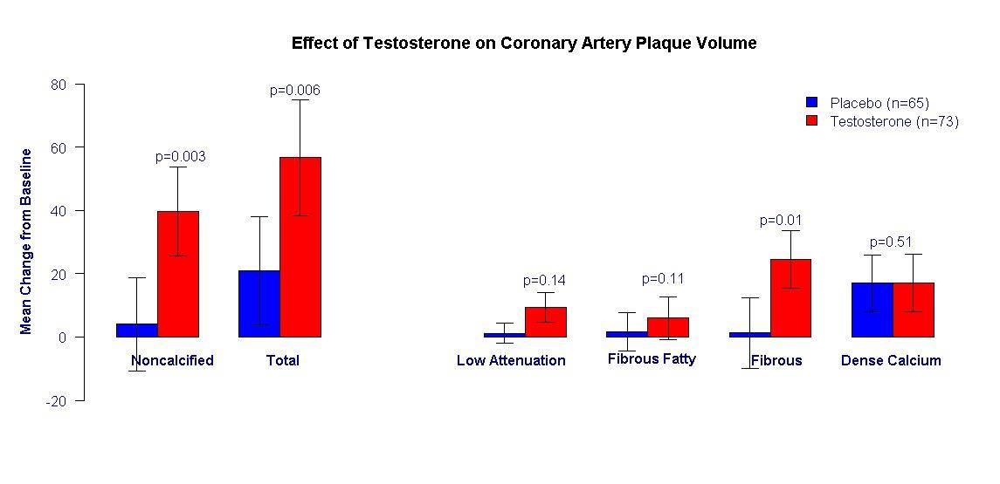 Effect of Testosterone on Coronary Artery Plaque Volume
Mean Change from Baseline
80
60
40
20
0
-20
Placebo (n=65)
Testosterone (n=73)
p=0.003
p=0.006
p=0.14
p=0.11
p=0.01
p=0.51
Noncalcified
Total
Low Attenuation
Fibrous Fatty
Fibrous
Dense Calcium